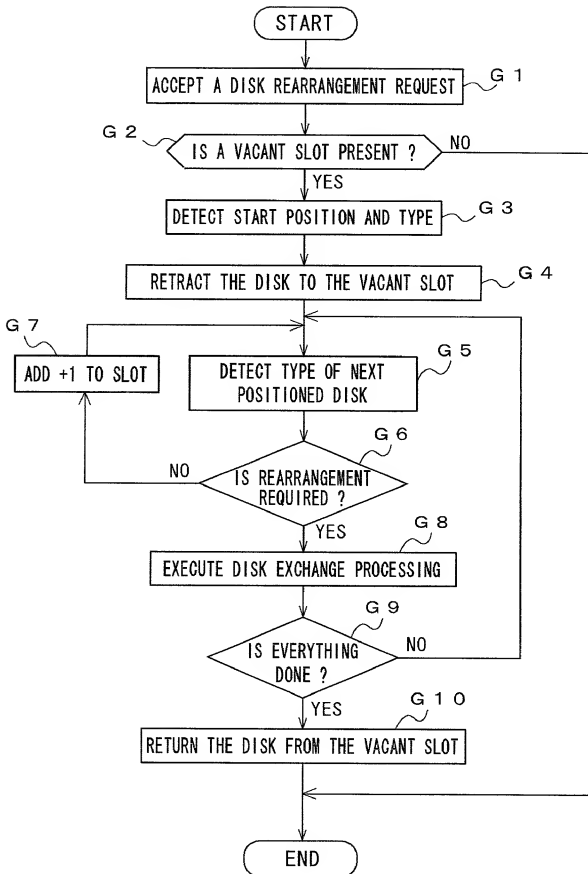 START
ACCEPT A DISK REARRANGEMENT REQUEST
G 1
G 2
IS A VACANT SLOT PRESENT ?
NO
YES
DETECT START POSITION AND TYPE
G 3
RETRACT THE DISK TO THE VACANT SLOT
G 4
G 7
ADD +1 TO SLOT
DETECT TYPE OF NEXT
POSITIONED DISK
G 5
G 6
NO
IS REARRANGEMENT
REQUIRED ?
YES
G 8
EXECUTE DISK EXCHANGE PROCESSING
G 9
IS EVERYTHING
DONE ?
NO
YES
G 1 0
RETURN THE DISK FROM THE VACANT SLOT
END